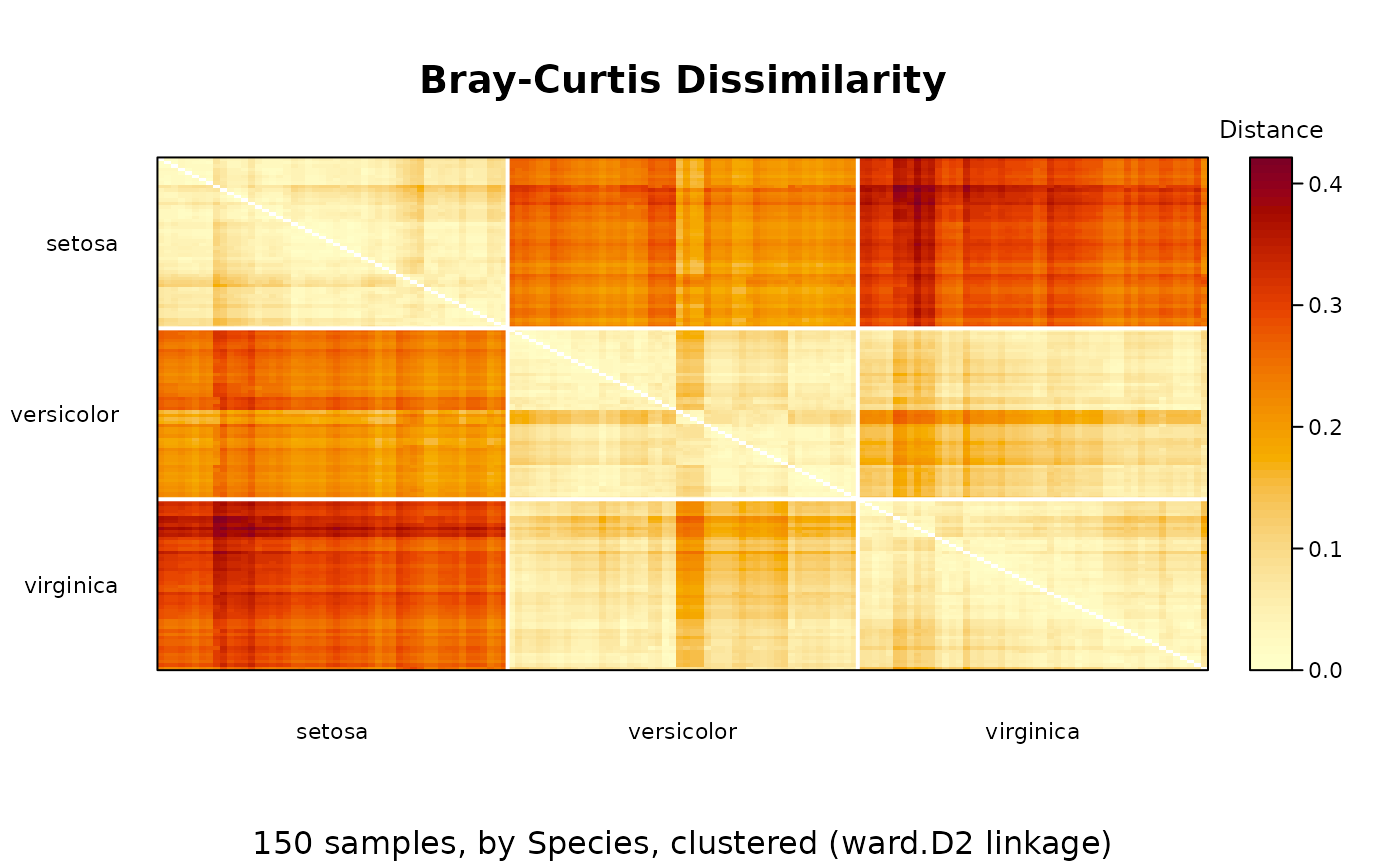 Bray-Curtis Dissimilarity
Distance
0.4
0.3
0.2
0.1
0.0
setosa
versicolor
virginica
setosa
versicolor
virginica
150 samples, by Species, clustered (ward.D2 linkage)